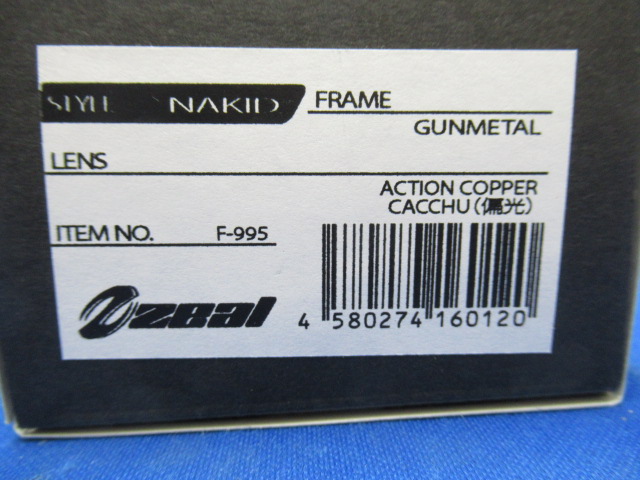 STYLE NAKID
FRAME
GUNMETAL
LENS
ACTION COPPER
CACCHU (偏光)
ITEM NO. F-995
zeal
4 580274 160120